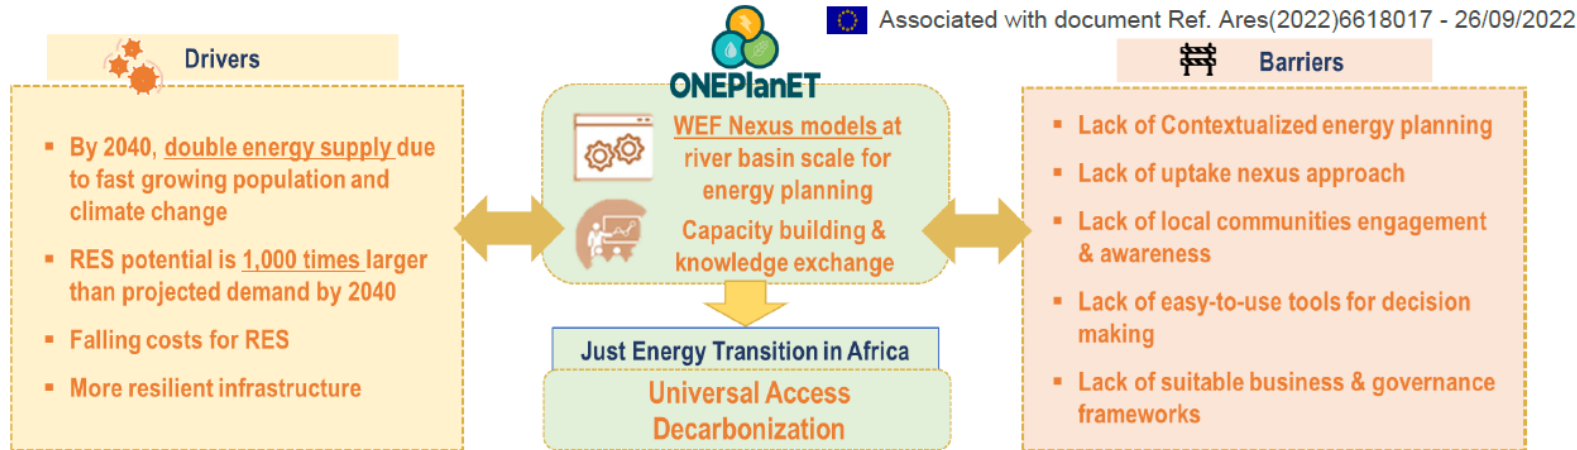 Associated with document Ref. Ares(2022)6618017 - 26/09/2022
Drivers
▪ By 2040, double energy supply due
to fast growing population and
climate change
▪ RES potential is 1,000 times larger
than projected demand by 2040
▪ Falling costs for RES
▪ More resilient infrastructure
ONEPlanET
WEF Nexus models at
river basin scale for
energy planning
Capacity building &
knowledge exchange
Just Energy Transition in Africa
Universal Access
Decarbonization
Barriers
▪ Lack of Contextualized energy planning
▪ Lack of uptake nexus approach
▪ Lack of local communities engagement
& awareness
▪ Lack of easy-to-use tools for decision
making
▪ Lack of suitable business & governance
frameworks